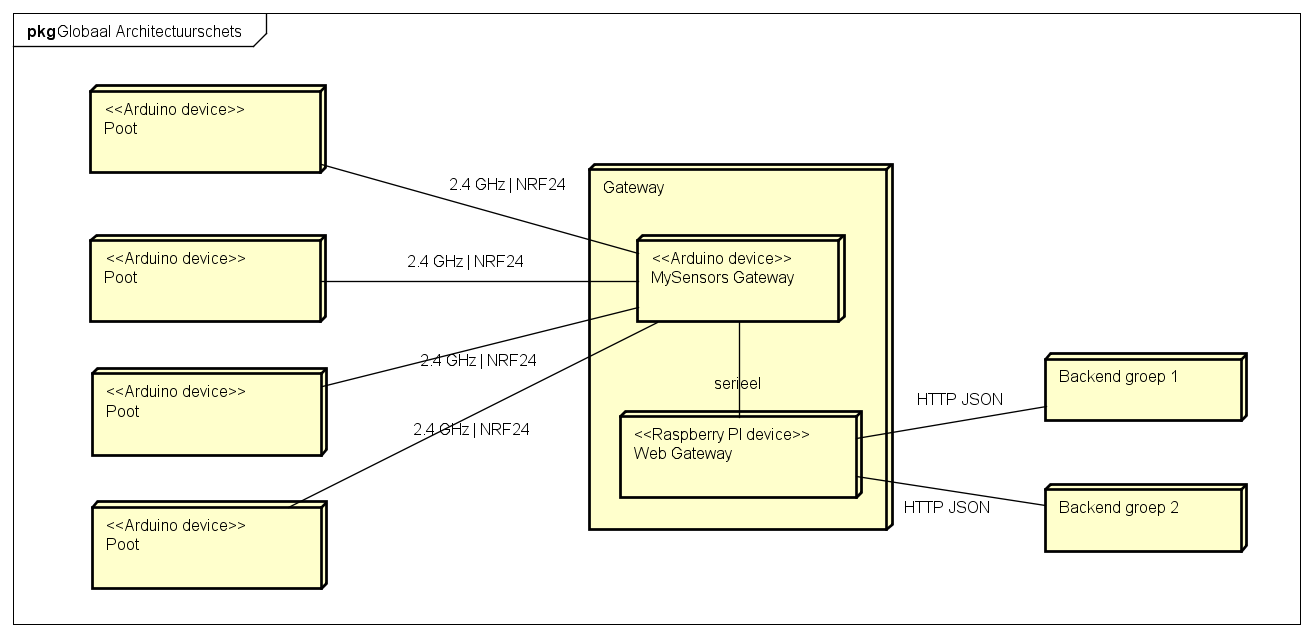 pkgGlobaal Architectuurschets
<<Arduino device>>
Poot
2.4 GHz | NRF24
Gateway
<<Arduino device>>
Poot
2.4 GHz | NRF24
<<Arduino device>>
MySensors Gateway
<<Arduino device>>
Poot
2.4 GHz | NRF24
serieel
Backend groep 1
HTTP JSON
2.4 GHz | NRF24
<<Raspberry PI device>>
Web Gateway
<<Arduino device>>
Poot
HTTP JSON
Backend groep 2